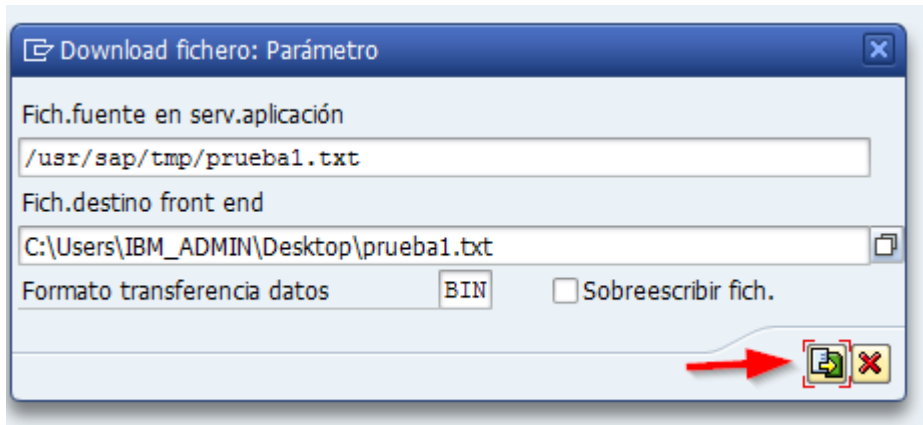 Download fichero: Parámetro
Fich.fuente en serv.aplicación
/usr/sap/tmp/prueba1.txt
Fich.destino front end
C:\Users\IBM_ADMIN\Desktop\prueba1.txt
Formato transferencia datos BIN Sobreescribir fich.